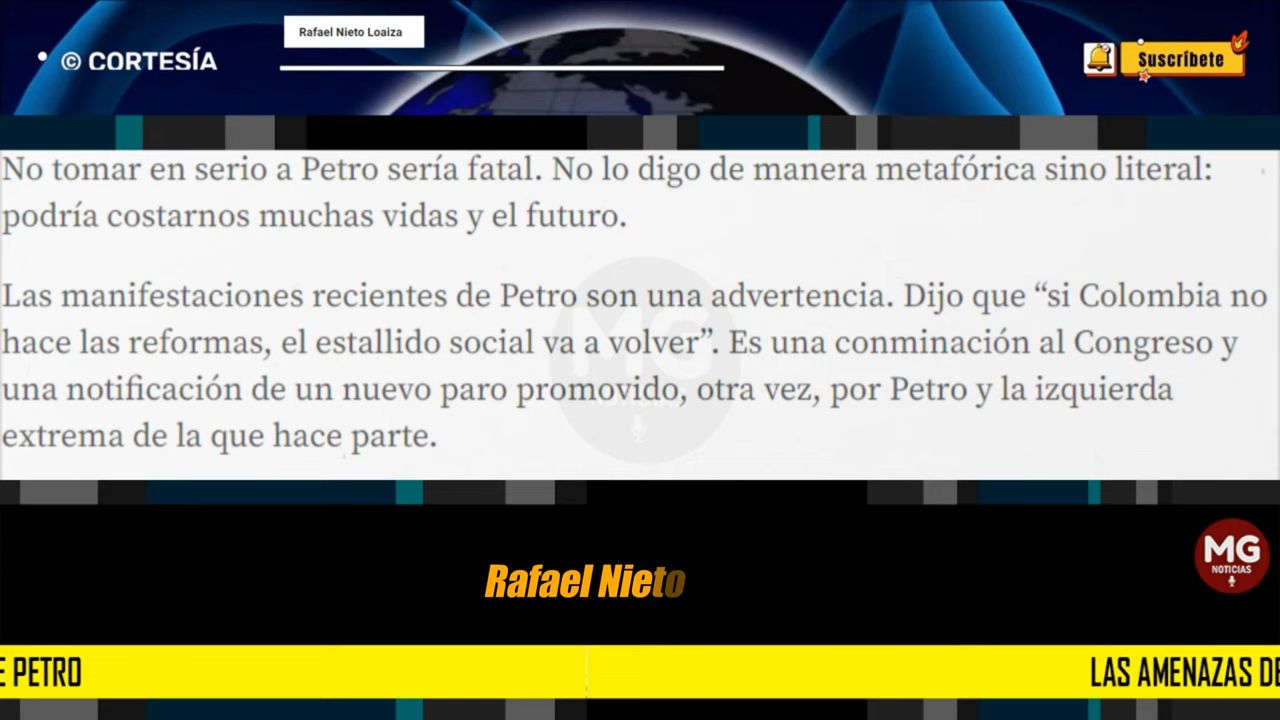 Rafael Nieto Loaiza
© CORTESÍA
Suscríbete
No tomar en serio a Petro sería fatal. No lo digo de manera metafórica sino literal:
podría costarnos muchas vidas y el futuro.
Las manifestaciones recientes de Petro son una advertencia. Dijo que “si Colombia no
hace las reformas, el estallido social va a volver”. Es una conminación al Congreso y
una notificación de un nuevo paro promovido, otra vez, por Petro y la izquierda
extrema de la que hace parte.
MG
MG
NOTICIAS
Rafael Nieto
E PETRO
LAS AMENAZAS DE